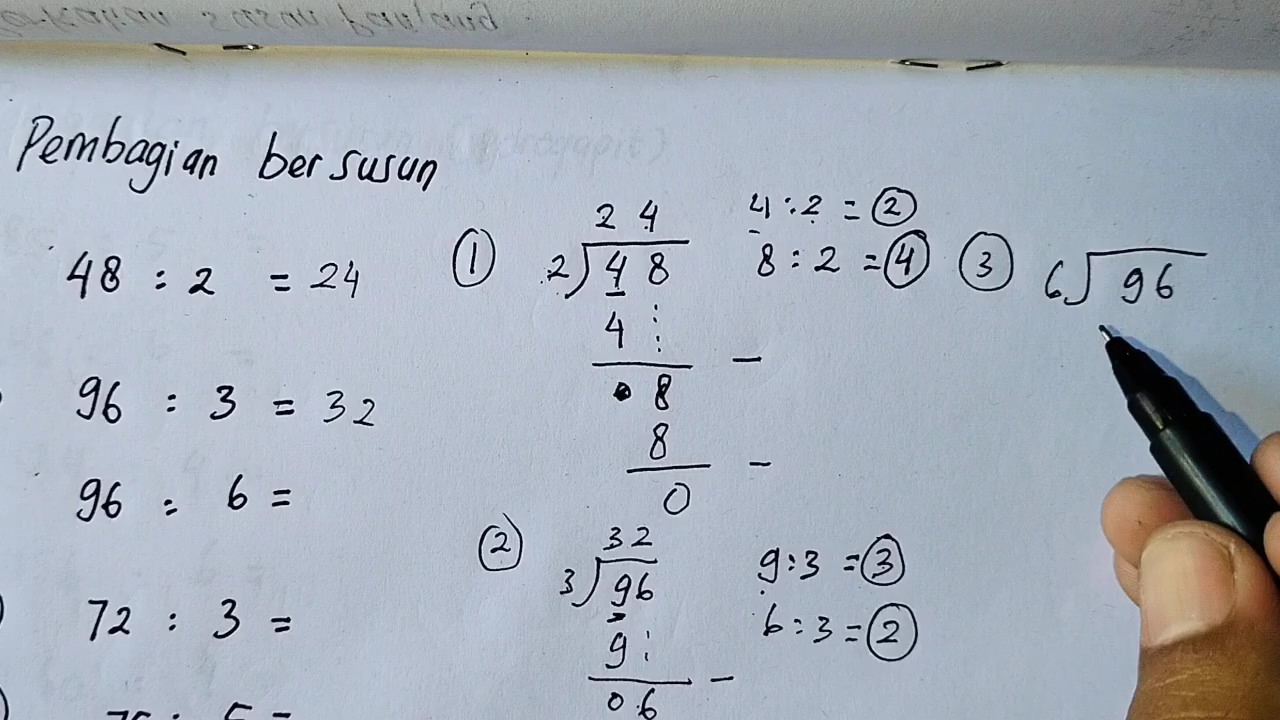 Pembagian bersusun
48 : 2 = 24
96 : 3 = 32
96 : 6 =
72 : 3 =
75 : 5 =
1
24
2) 48
4
8
8
0
4 : 2 = 2
8 : 2 = 4
2
32
3) 96
9
06
9 : 3 = 3
6 : 3 = 2
3
6) 96